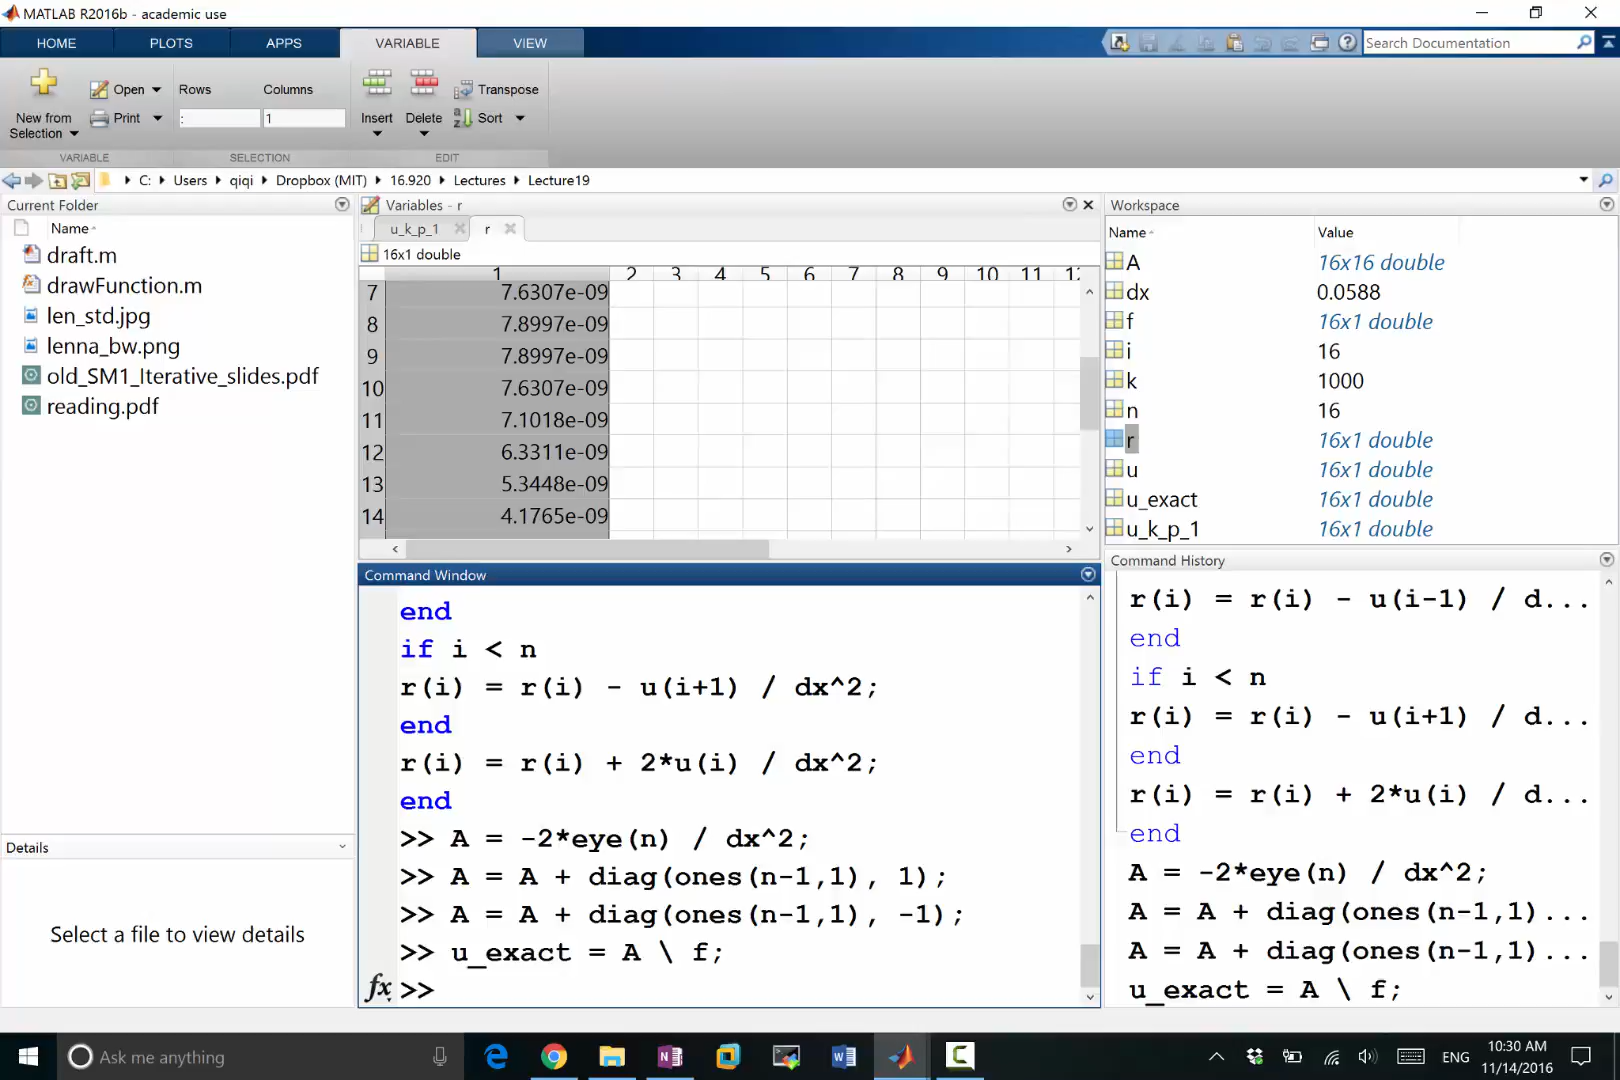 MATLAB R2016b - academic use
HOME PLOTS APPS VARIABLE VIEW
Search Documentation
New from Selection
Open
Print
Rows Columns
: 1
Insert Delete
Transpose
Sort
VARIABLE SELECTION EDIT
C: Users qiqi Dropbox (MIT) 16.920 Lectures Lecture19
Current Folder
Name
draft.m
drawFunction.m
len_std.jpg
lenna_bw.png
old_SM1_Iterative_slides.pdf
reading.pdf
Details
Select a file to view details
Variables - r
u_k_p_1 r
16x1 double
1 2 3 4 5 6 7 8 9 10 11 12
7 7.6307e-09
8 7.8997e-09
9 7.8997e-09
10 7.6307e-09
11 7.1018e-09
12 6.3311e-09
13 5.3448e-09
14 4.1765e-09
Command Window
end
if i < n
r(i) = r(i) - u(i+1) / dx^2;
end
r(i) = r(i) + 2*u(i) / dx^2;
end
>> A = -2*eye(n) / dx^2;
>> A = A + diag(ones(n-1,1), 1);
>> A = A + diag(ones(n-1,1), -1);
>> u_exact = A \ f;
fx >>
Workspace
Name Value
A 16x16 double
dx 0.0588
f 16x1 double
i 16
k 1000
n 16
r 16x1 double
u 16x1 double
u_exact 16x1 double
u_k_p_1 16x1 double
Command History
r(i) = r(i) - u(i-1) / d...
end
if i < n
r(i) = r(i) - u(i+1) / d...
end
r(i) = r(i) + 2*u(i) / d...
end
A = -2*eye(n) / dx^2;
A = A + diag(ones(n-1,1)...
A = A + diag(ones(n-1,1)...
u_exact = A \ f;
Ask me anything
ENG
10:30 AM
11/14/2016